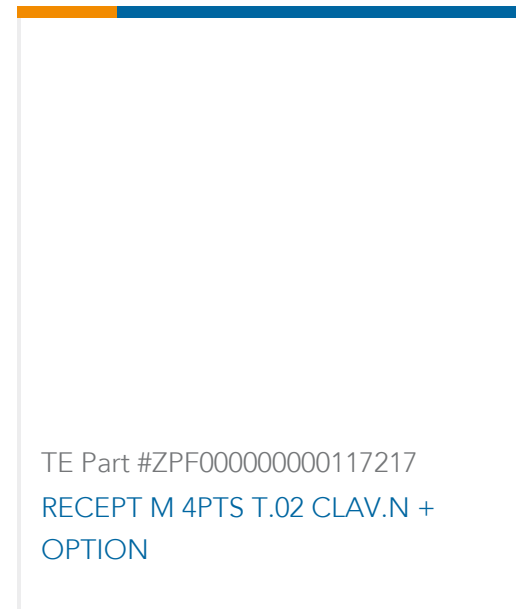 TE Part #ZPF000000000117217
RECEPT M 4PTS T.02 CLAV.N +
OPTION